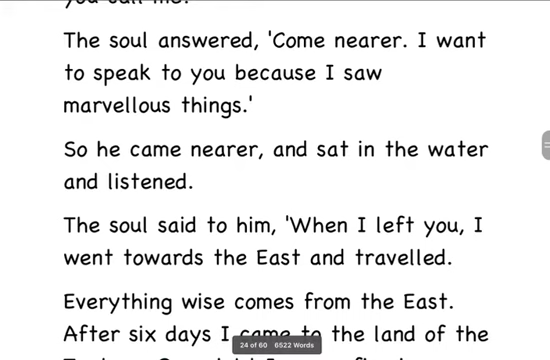 The soul answered, 'Come nearer. I want
to speak to you because I saw
marvellous things.'
So he came nearer, and sat in the water
and listened.
The soul said to him, 'When I left you, I
went towards the East and travelled.
Everything wise comes from the East.
After six days I came to the land of the
24 of 60 6522 Words